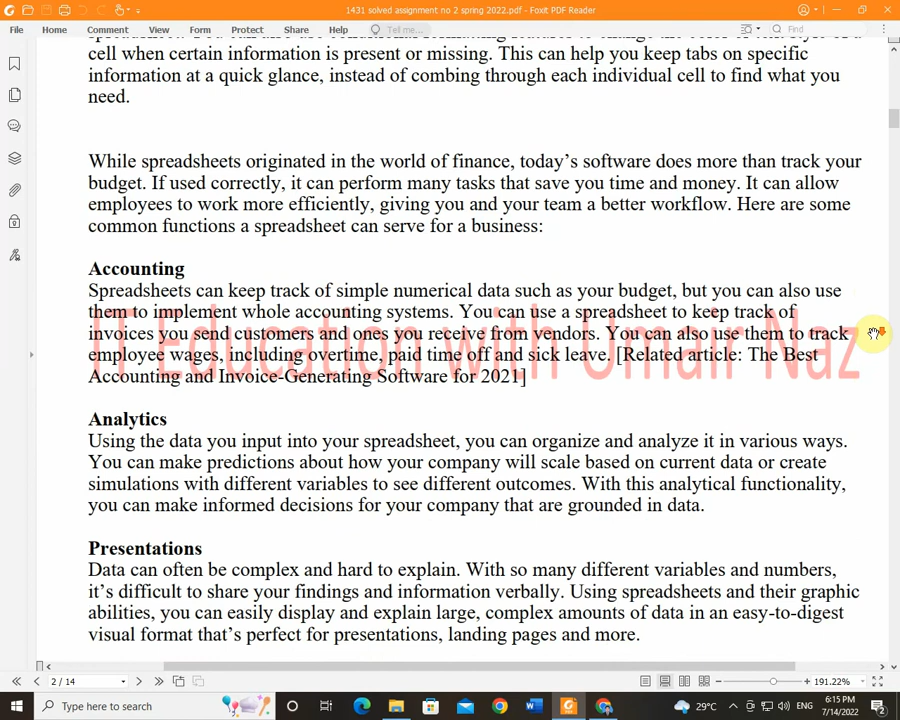 1431 solved assignment no 2 spring 2022.pdf - Foxit PDF Reader
File Home Comment View Form Protect Share Help Tell me... Find
cell when certain information is present or missing. This can help you keep tabs on specific
information at a quick glance, instead of combing through each individual cell to find what you
need.
While spreadsheets originated in the world of finance, today's software does more than track your
budget. If used correctly, it can perform many tasks that save you time and money. It can allow
employees to work more efficiently, giving you and your team a better workflow. Here are some
common functions a spreadsheet can serve for a business:
Accounting
Spreadsheets can keep track of simple numerical data such as your budget, but you can also use
them to implement whole accounting systems. You can use a spreadsheet to keep track of
invoices you send customers and ones you receive from vendors. You can also use them to track
employee wages, including overtime, paid time off and sick leave. [Related article: The Best
Accounting and Invoice-Generating Software for 2021]
IT Education with Umair Naz
Analytics
Using the data you input into your spreadsheet, you can organize and analyze it in various ways.
You can make predictions about how your company will scale based on current data or create
simulations with different variables to see different outcomes. With this analytical functionality,
you can make informed decisions for your company that are grounded in data.
Presentations
Data can often be complex and hard to explain. With so many different variables and numbers,
it's difficult to share your findings and information verbally. Using spreadsheets and their graphic
abilities, you can easily display and explain large, complex amounts of data in an easy-to-digest
visual format that's perfect for presentations, landing pages and more.
2 / 14 191.22%
Type here to search 29°C ENG 6:15 PM
7/14/2022